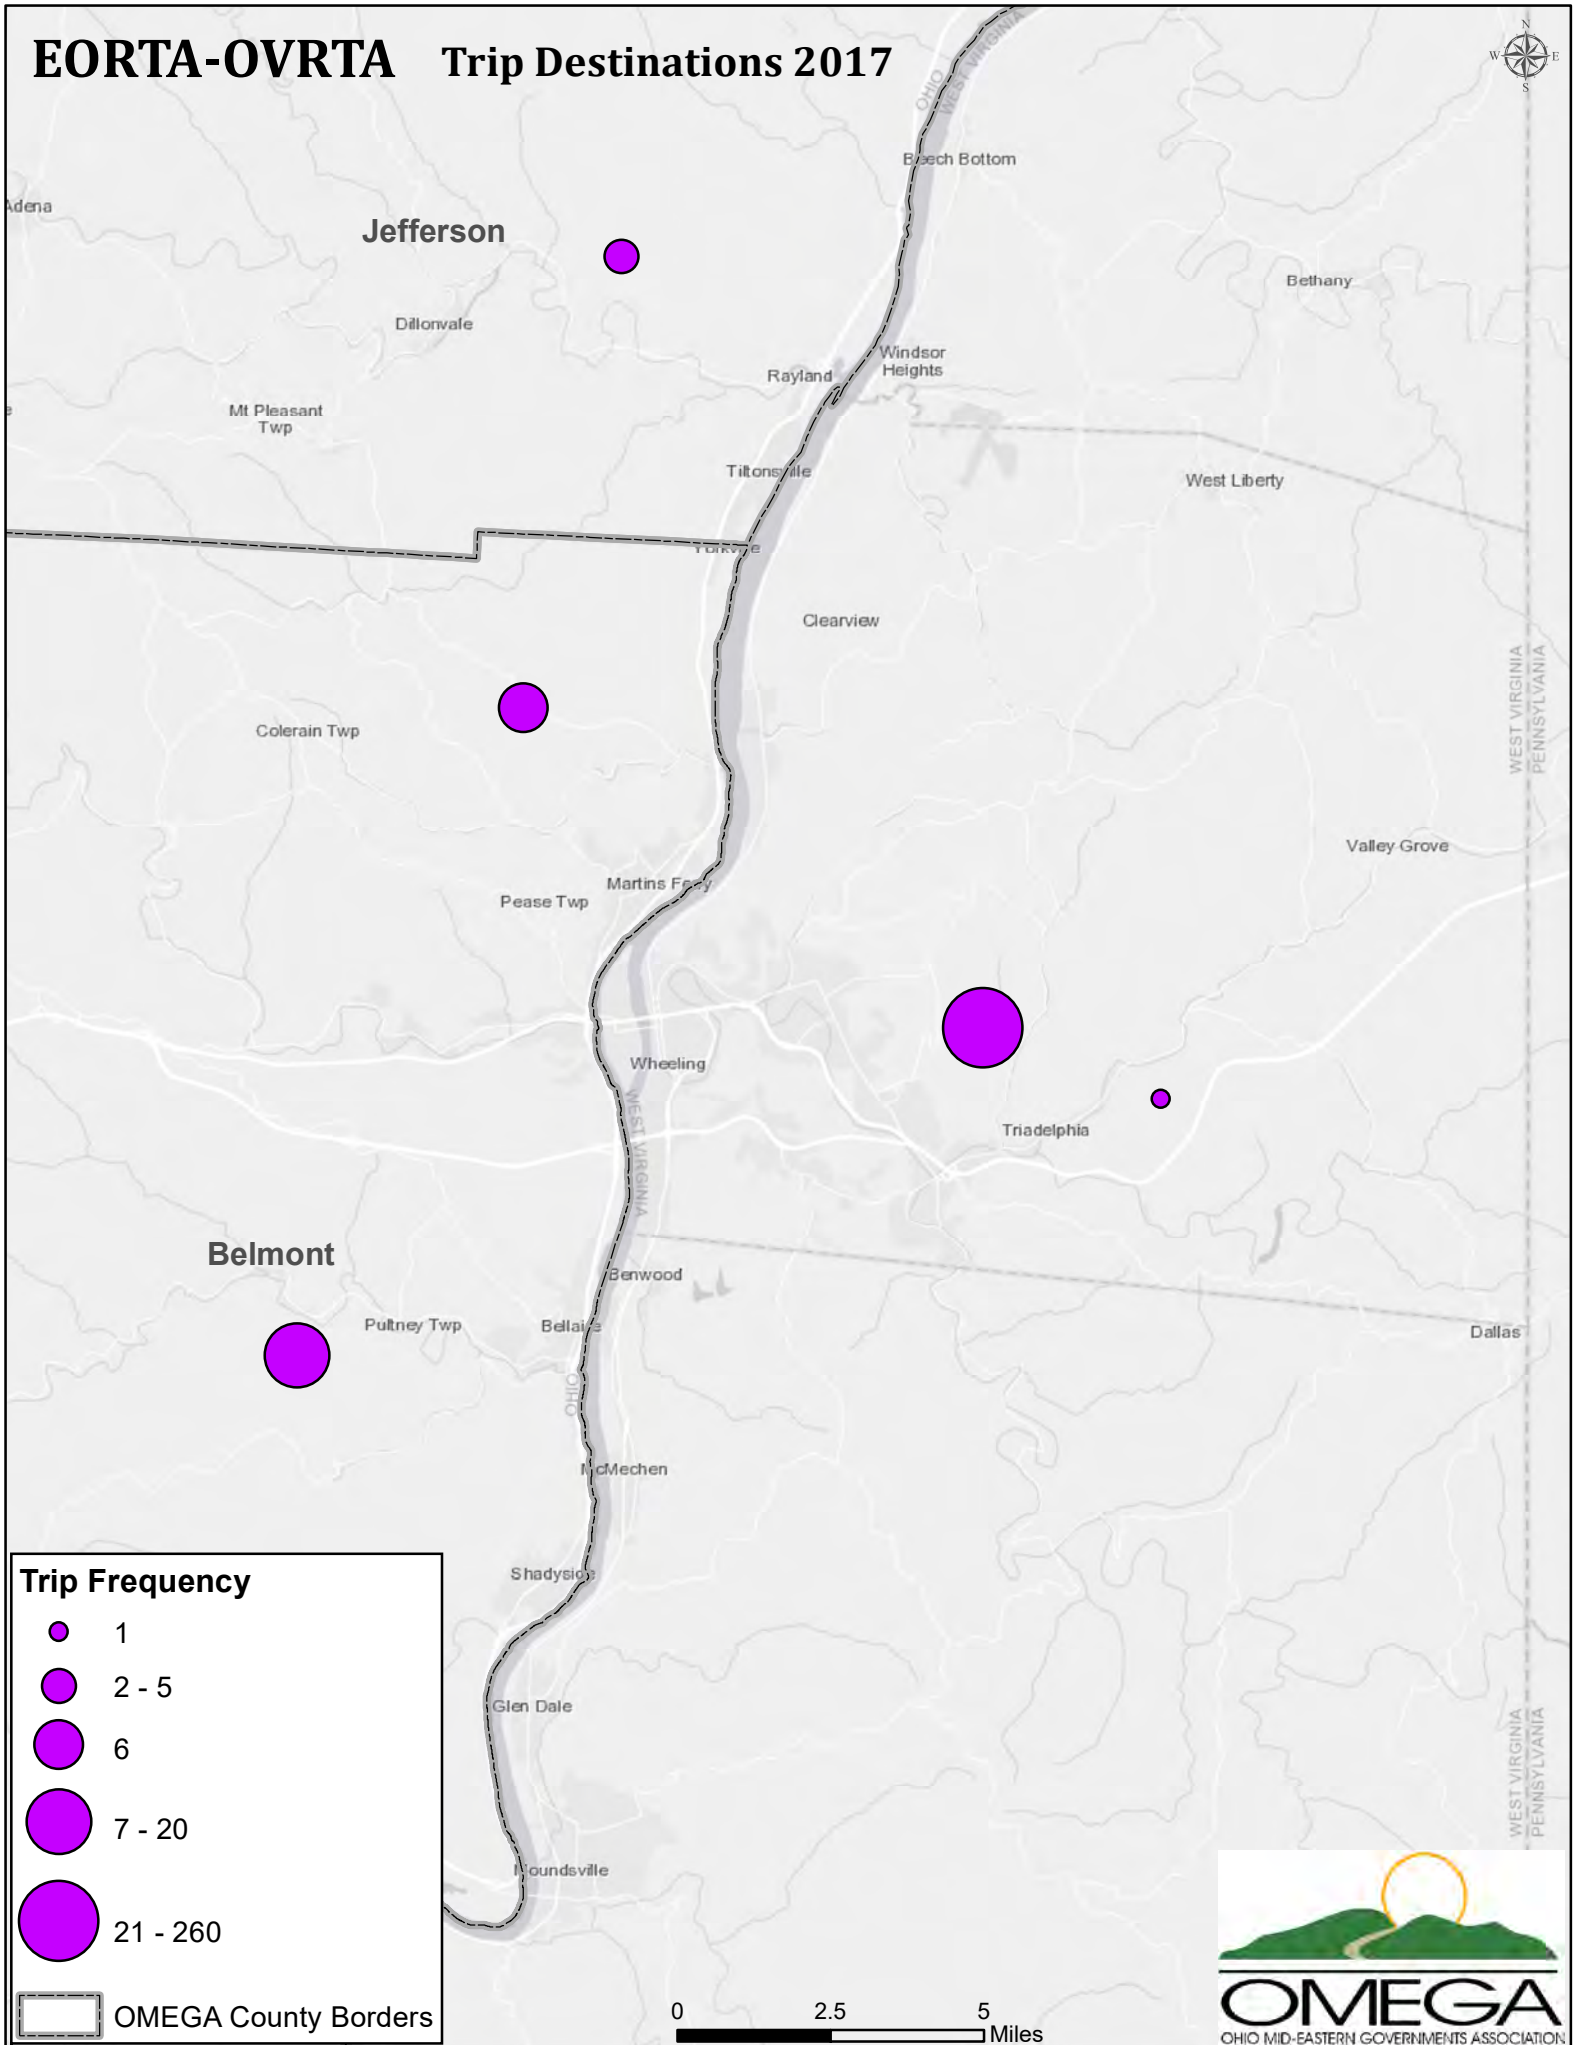 EORTA-OVRTA Trip Destinations 2017
N
W E
S
OHIO
WEST VIRGINIA
Beech Bottom
Adena
Jefferson
Bethany
Dillonvale
Windsor
Heights
Rayland
Mt Pleasant
Twp
Tiltonsville
West Liberty
Yorkville
Clearview
WEST VIRGINIA
PENNSYLVANIA
Colerain Twp
Valley Grove
Martins Ferry
Pease Twp
Wheeling
WEST VIRGINIA
Triadelphia
Belmont
Benwood
Pultney Twp
Bellaire
Dallas
OHIO
McMechen
Shadyside
Glen Dale
WEST VIRGINIA
PENNSYLVANIA
Moundsville
Trip Frequency
1
2 - 5
6
7 - 20
21 - 260
OMEGA County Borders
0 2.5 5
Miles
OMEGA
OHIO MID-EASTERN GOVERNMENTS ASSOCIATION